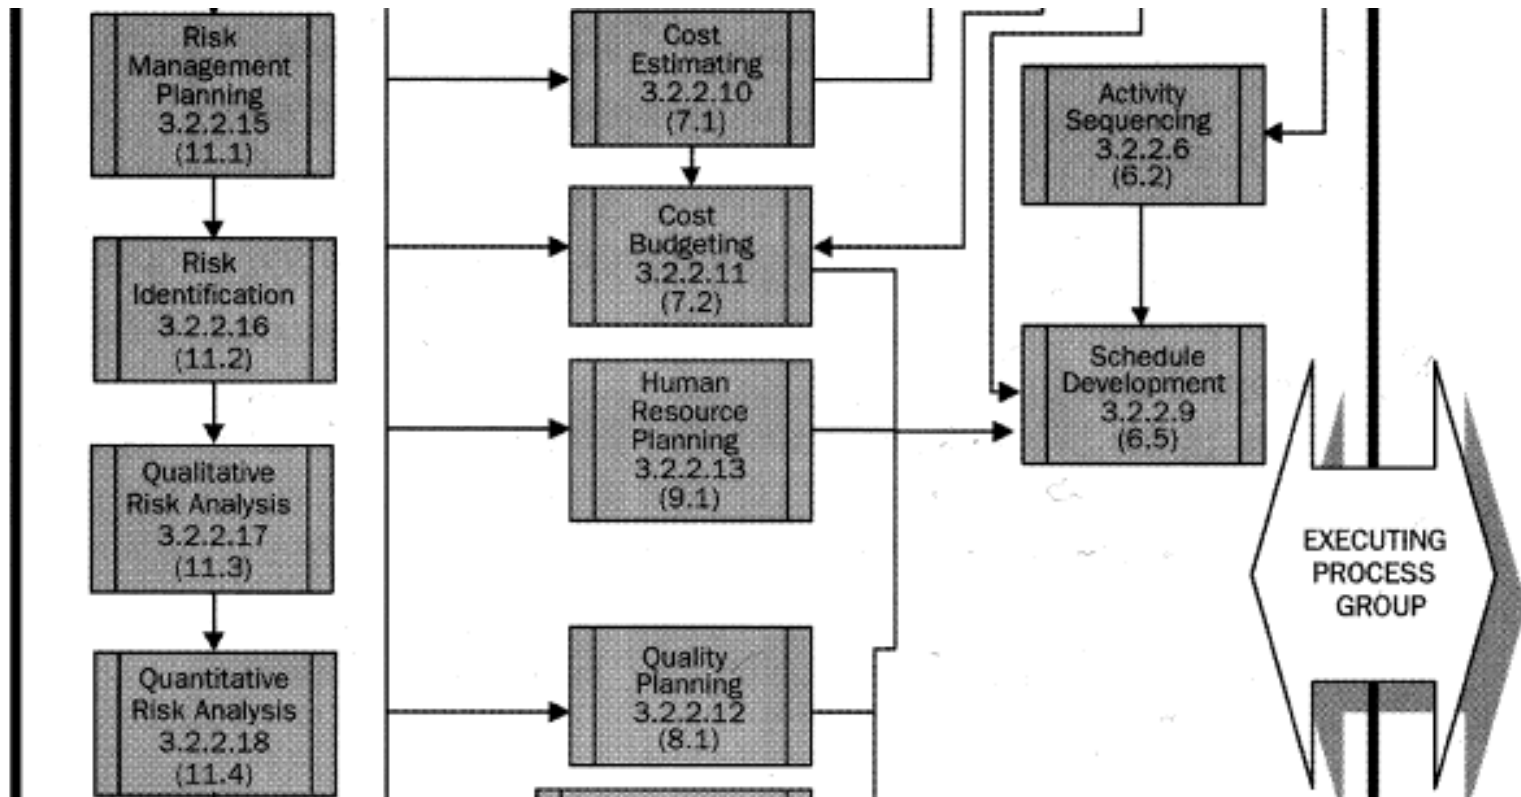 Risk
Management
Planning
3.2.2.15
(11.1)
Risk
Identification
3.2.2.16
(11.2)
Qualitative
Risk Analysis
3.2.2.17
(11.3)
Quantitative
Risk Analysis
3.2.2.18
(11.4)
Cost
Estimating
3.2.2.10
(7.1)
Cost
Budgeting
3.2.2.11
(7.2)
Human
Resource
Planning
3.2.2.13
(9.1)
Quality
Planning
3.2.2.12
(8.1)
Activity
Sequencing
3.2.2.6
(6.2)
Schedule
Development
3.2.2.9
(6.5)
EXECUTING
PROCESS
GROUP